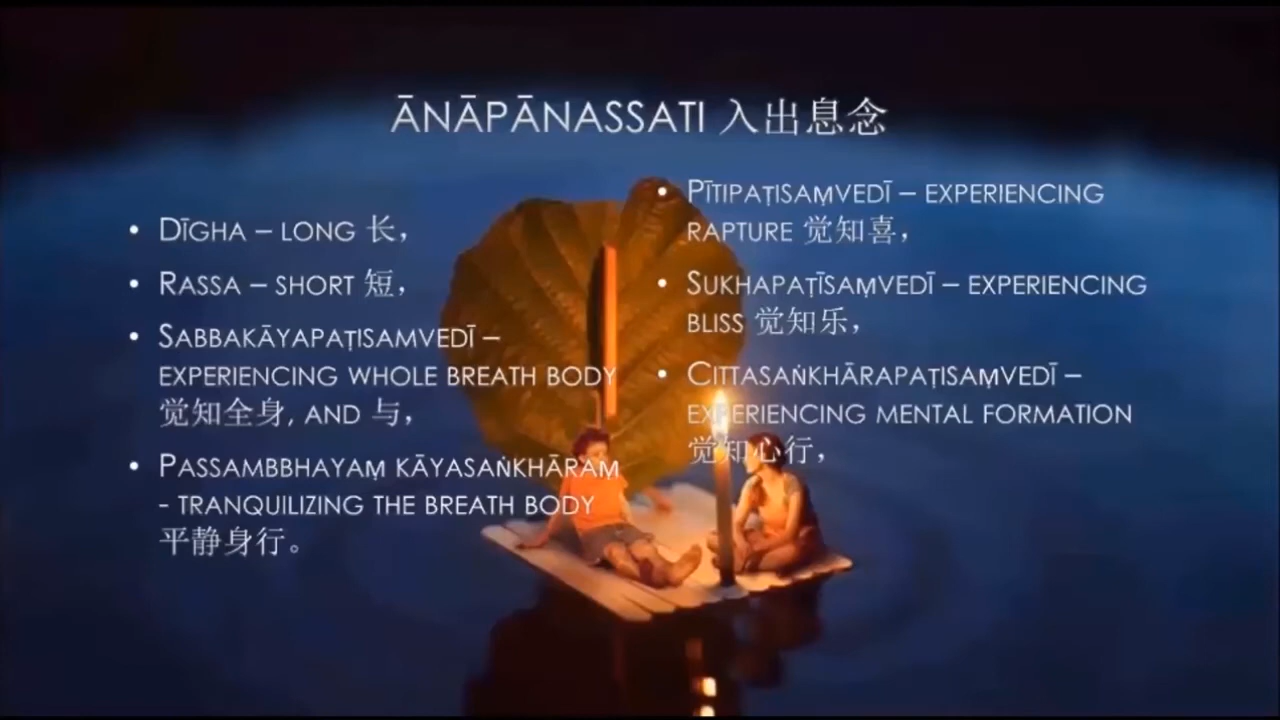 ĀNĀPĀNASSATI 入出息念
• DĪGHA – LONG 长，
• RASSA – SHORT 短，
• SABBAKĀYAPAṬISAMVEDĪ –
EXPERIENCING WHOLE BREATH BODY
觉知全身, AND 与，
• PASSAMBBHAYAṂ KĀYASAṄKHĀRAṂ
- TRANQUILIZING THE BREATH BODY
平静身行。
• PĪTIPAṬISAṂVEDĪ – EXPERIENCING
RAPTURE 觉知喜，
• SUKHAPAṬĪSAṂVEDĪ – EXPERIENCING
BLISS 觉知乐，
• CITTASAṄKHĀRAPAṬISAṂVEDĪ –
EXPERIENCING MENTAL FORMATION
觉知心行，